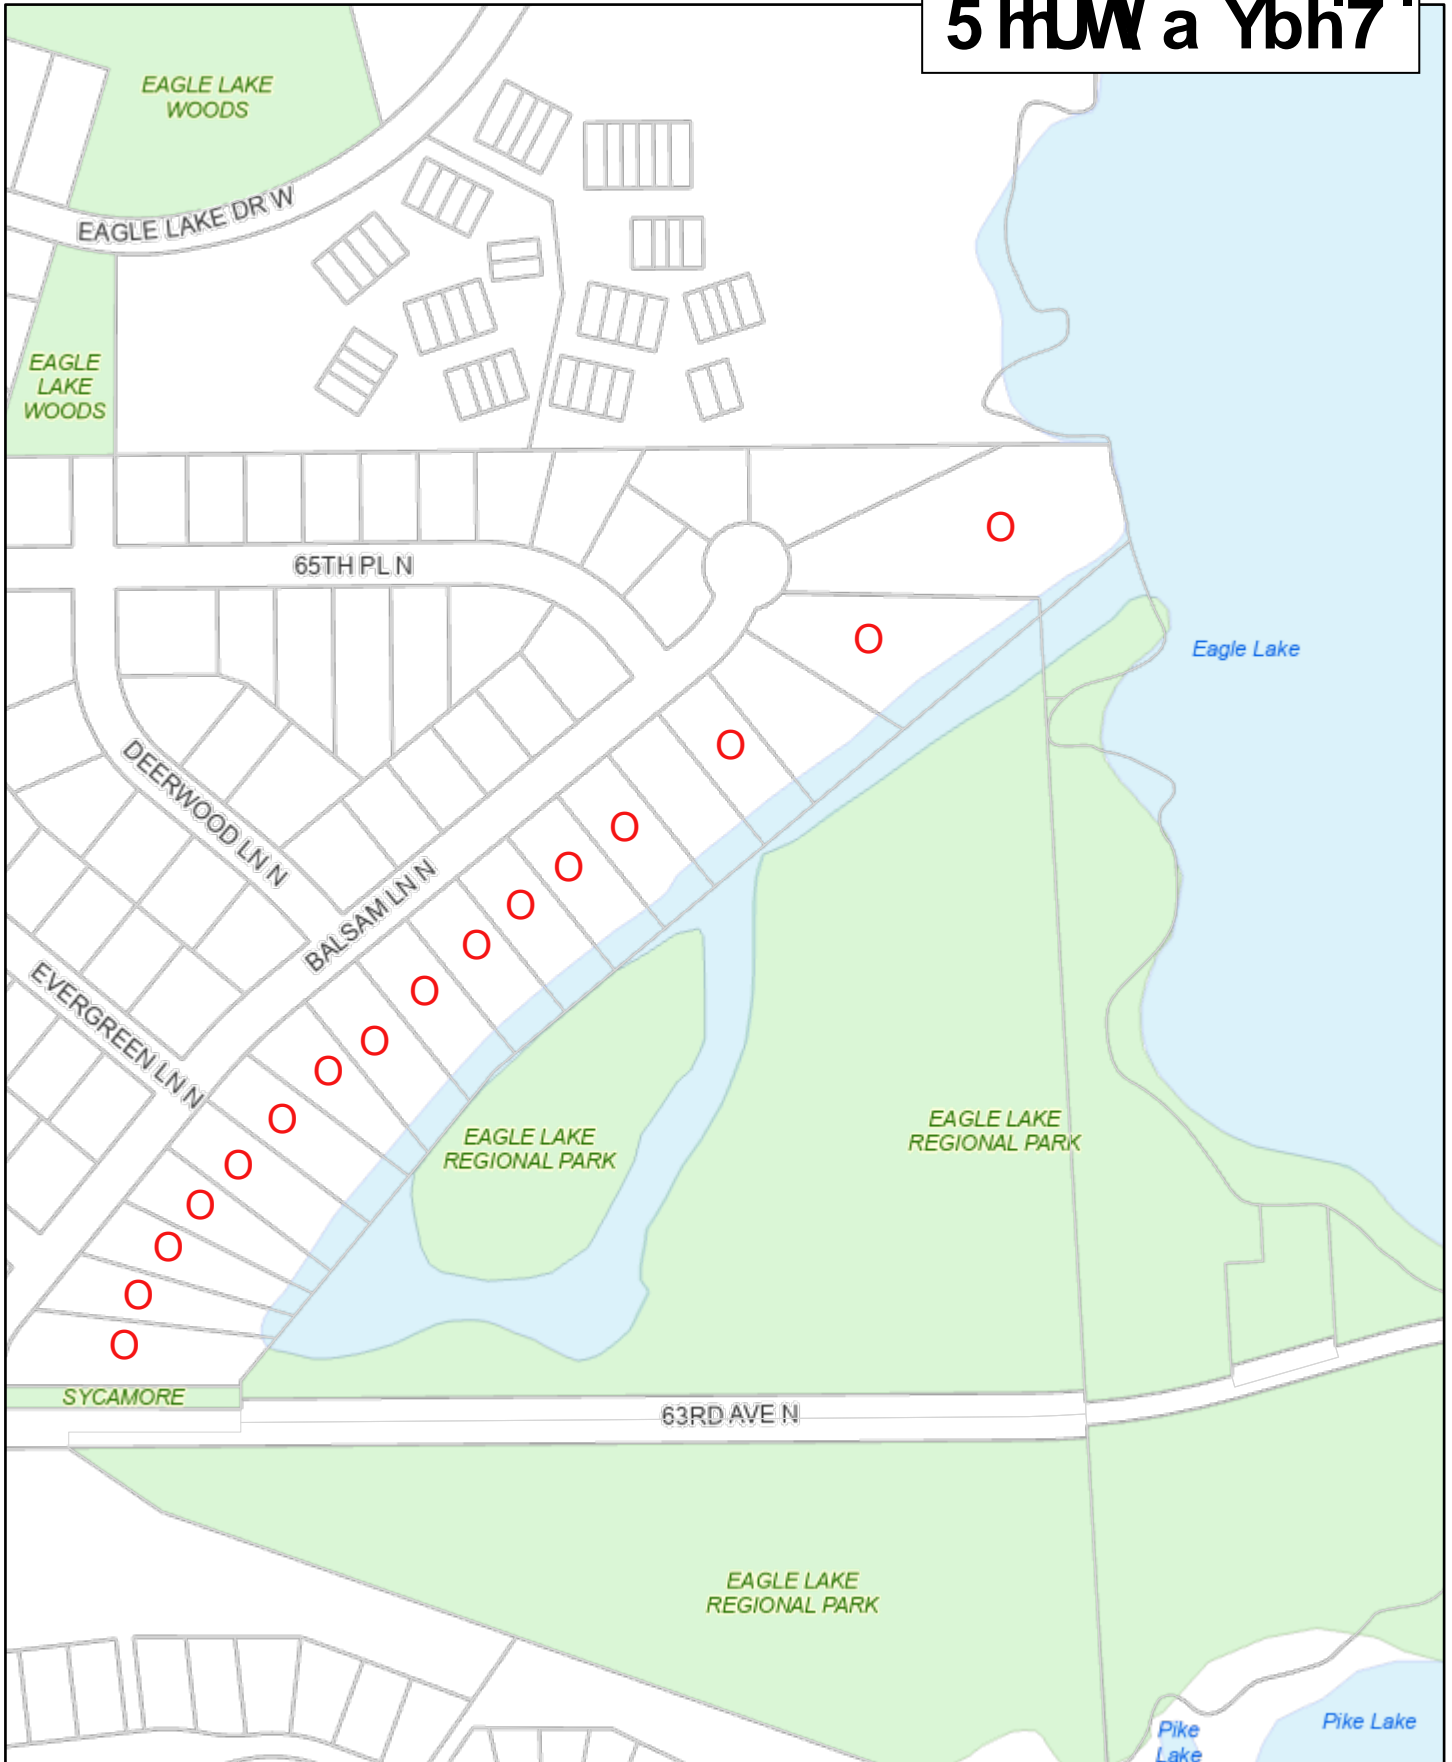 EAGLE LAKE
WOODS
EAGLE LAKE DR W
EAGLE
LAKE
WOODS
65TH PL N
O
O
Eagle Lake
O
DEERWOOD LN N
O
O
BALSAM LN N
O
O
O
EVERGREEN LN N
O
O
O
EAGLE LAKE
REGIONAL PARK
EAGLE LAKE
REGIONAL PARK
O
O
O
O
O
SYCAMORE
63RD AVE N
EAGLE LAKE
REGIONAL PARK
Pike
Lake
Pike Lake